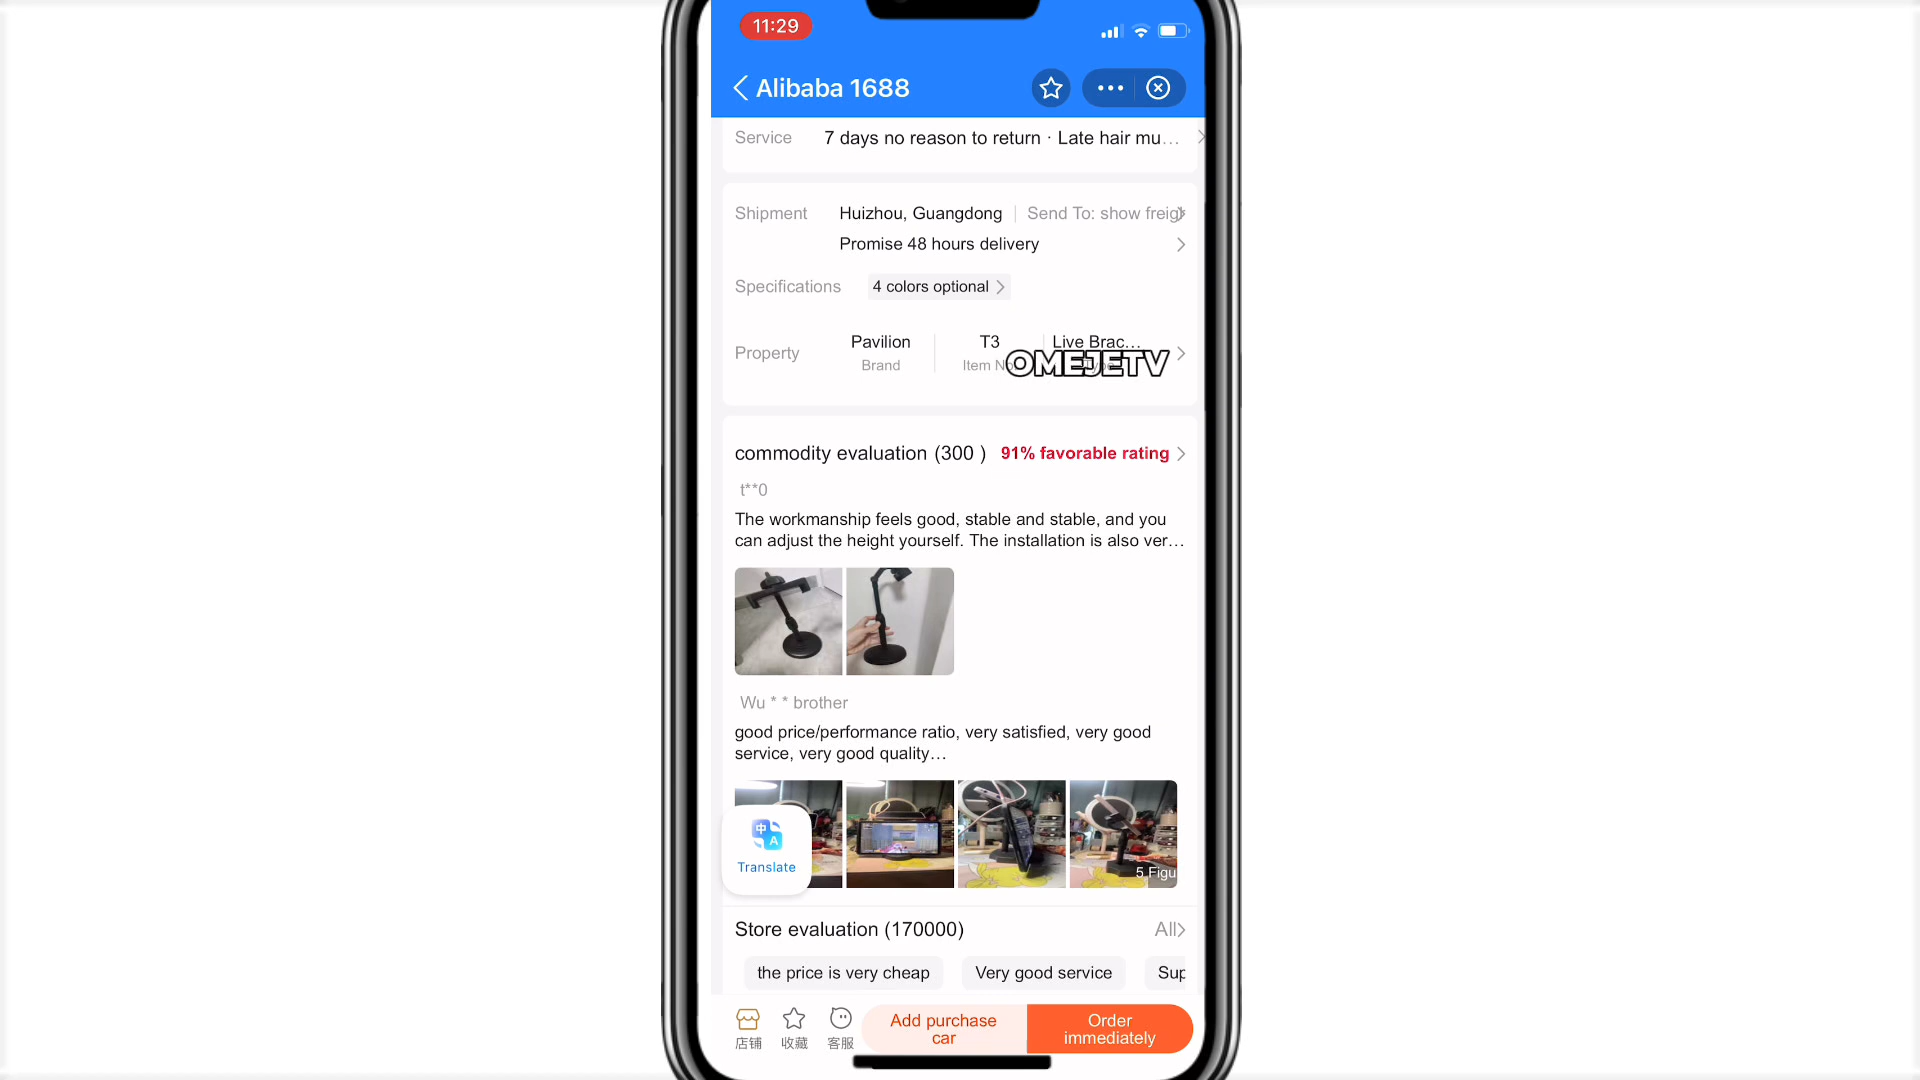 11:29
Alibaba 1688
Service 7 days no reason to return · Late hair mu...
Shipment Huizhou, Guangdong Send To: show freig
Promise 48 hours delivery
Specifications 4 colors optional
Property Pavilion T3 Live Brac...
Brand Item No
OMEJETV
commodity evaluation (300 ) 91% favorable rating
t**0
The workmanship feels good, stable and stable, and you
can adjust the height yourself. The installation is also ver...
Wu * * brother
good price/performance ratio, very satisfied, very good
service, very good quality...
中 A
Translate
5 Figu
Store evaluation (170000) All
the price is very cheap Very good service Sup
店铺 收藏 客服
Add purchase
car
Order
immediately